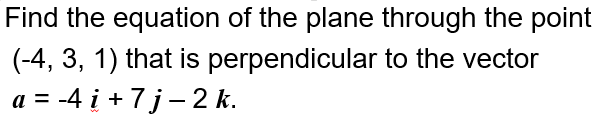 Find the equation of the plane through the point
(-4, 3, 1) that is perpendicular to the vector
a = -4 i + 7 j – 2 k.